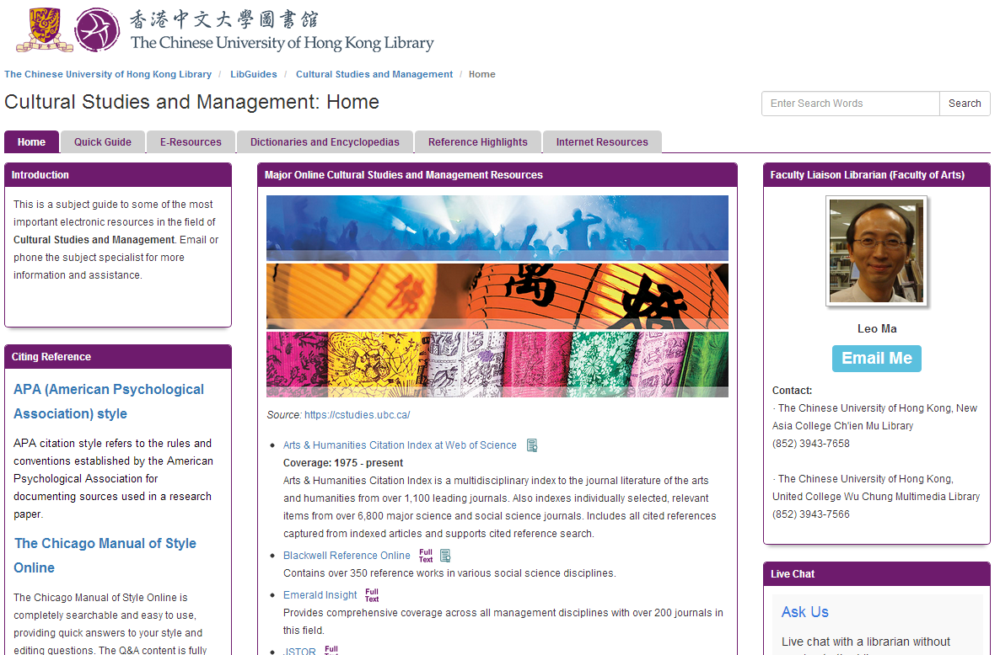 香港中文大學圖書館
The Chinese University of Hong Kong Library
The Chinese University of Hong Kong Library / LibGuides / Cultural Studies and Management / Home
Cultural Studies and Management: Home
Enter Search Words Search
Home Quick Guide E-Resources Dictionaries and Encyclopedias Reference Highlights Internet Resources
Introduction
This is a subject guide to some of the most
important electronic resources in the field of
Cultural Studies and Management. Email or
phone the subject specialist for more
information and assistance.
Citing Reference
APA (American Psychological
Association) style
APA citation style refers to the rules and
conventions established by the American
Psychological Association for
documenting sources used in a research
paper.
The Chicago Manual of Style
Online
The Chicago Manual of Style Online is
completely searchable and easy to use,
providing quick answers to your style and
editing questions. The Q&A content is fully
Major Online Cultural Studies and Management Resources
萬
Source: https://cstudies.ubc.ca/
• Arts & Humanities Citation Index at Web of Science
Coverage: 1975 - present
Arts & Humanities Citation Index is a multidisciplinary index to the journal literature of the arts
and humanities from over 1,100 leading journals. Also indexes individually selected, relevant
items from over 6,800 major science and social science journals. Includes all cited references
captured from indexed articles and supports cited reference search.
• Blackwell Reference Online Full Text
Contains over 350 reference works in various social science disciplines.
• Emerald Insight Full Text
Provides comprehensive coverage across all management disciplines with over 200 journals in
this field.
• JSTOR Full
Faculty Liaison Librarian (Faculty of Arts)
Leo Ma
Email Me
Contact:
· The Chinese University of Hong Kong, New
Asia College Ch'ien Mu Library
(852) 3943-7658
· The Chinese University of Hong Kong,
United College Wu Chung Multimedia Library
(852) 3943-7566
Live Chat
Ask Us
Live chat with a librarian without